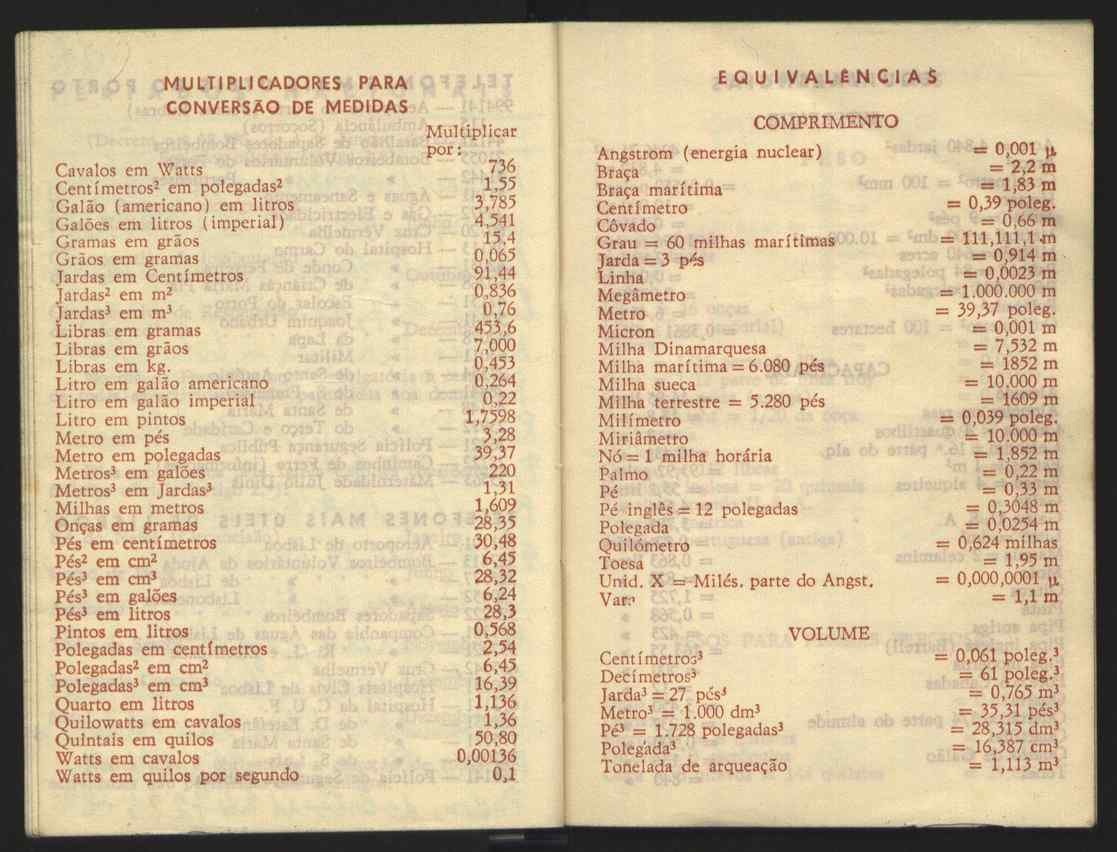 MULTIPLICADORES PARA
CONVERSÃO DE MEDIDAS
Multiplicar
por:
Cavalos em Watts 736
Centímetros² em polegadas² 1,55
Galão (americano) em litros 3,785
Galões em litros (imperial) 4,541
Gramas em grãos 15,4
Grãos em gramas 0,065
Jardas em Centímetros 91,44
Jardas² em m² 0,836
Jardas³ em m³ 0,76
Libras em gramas 453,6
Libras em grãos 7,000
Libras em kg. 0,453
Litro em galão americano 0,264
Litro em galão imperial 0,22
Litro em pintos 1,7598
Metro em pés 3,28
Metro em polegadas 39,37
Metros³ em galões 220
Metros³ em Jardas³ 1,31
Milhas em metros 1,609
Onças em gramas 28,35
Pés em centímetros 30,48
Pés² em cm² 6,45
Pés³ em cm³ 28,32
Pés³ em galões 6,24
Pés³ em litros 28,3
Pintos em litros 0,568
Polegadas em centímetros 2,54
Polegadas² em cm² 6,45
Polegadas³ em cm³ 16,39
Quarto em litros 1,136
Quilowatts em cavalos 1,36
Quintais em quilos 50,80
Watts em cavalos 0,00136
Watts em quilos por segundo 0,1
EQUIVALÊNCIAS
COMPRIMENTO
Angstrom (energia nuclear) = 0,001 µ
Braça = 2,2 m
Braça marítima = 1,83 m
Centímetro = 0,39 poleg.
Côvado = 0,66 m
Grau = 60 milhas marítimas = 111,111,1 m
Jarda = 3 pés = 0,914 m
Linha = 0,0023 m
Megâmetro = 1.000.000 m
Metro = 39,37 poleg.
Micron = 0,001 m
Milha Dinamarquesa = 7,532 m
Milha marítima = 6.080 pés = 1852 m
Milha sueca = 10,000 m
Milha terrestre = 5.280 pés = 1609 m
Milímetro = 0,039 poleg.
Miriâmetro = 10.000 m
Nó = 1 milha horária = 1,852 m
Palmo = 0,22 m
Pé = 0,33 m
Pé inglês = 12 polegadas = 0,3048 m
Polegada = 0,0254 m
Quilómetro = 0,624 milhas
Toesa = 1,95 m
Unid. X = Milés. parte do Angst. = 0,000,0001 µ
Vara = 1,1 m
VOLUME
Centímetros³ = 0,061 poleg.³
Decímetros³ = 61 poleg.³
Jarda³ = 27 pés³ = 0,765 m³
Metro³ = 1.000 dm³ = 35,31 pés³
Pé³ = 1.728 polegadas³ = 28,315 dm³
Polegada³ = 16,387 cm³
Tonelada de arqueação = 1,113 m³